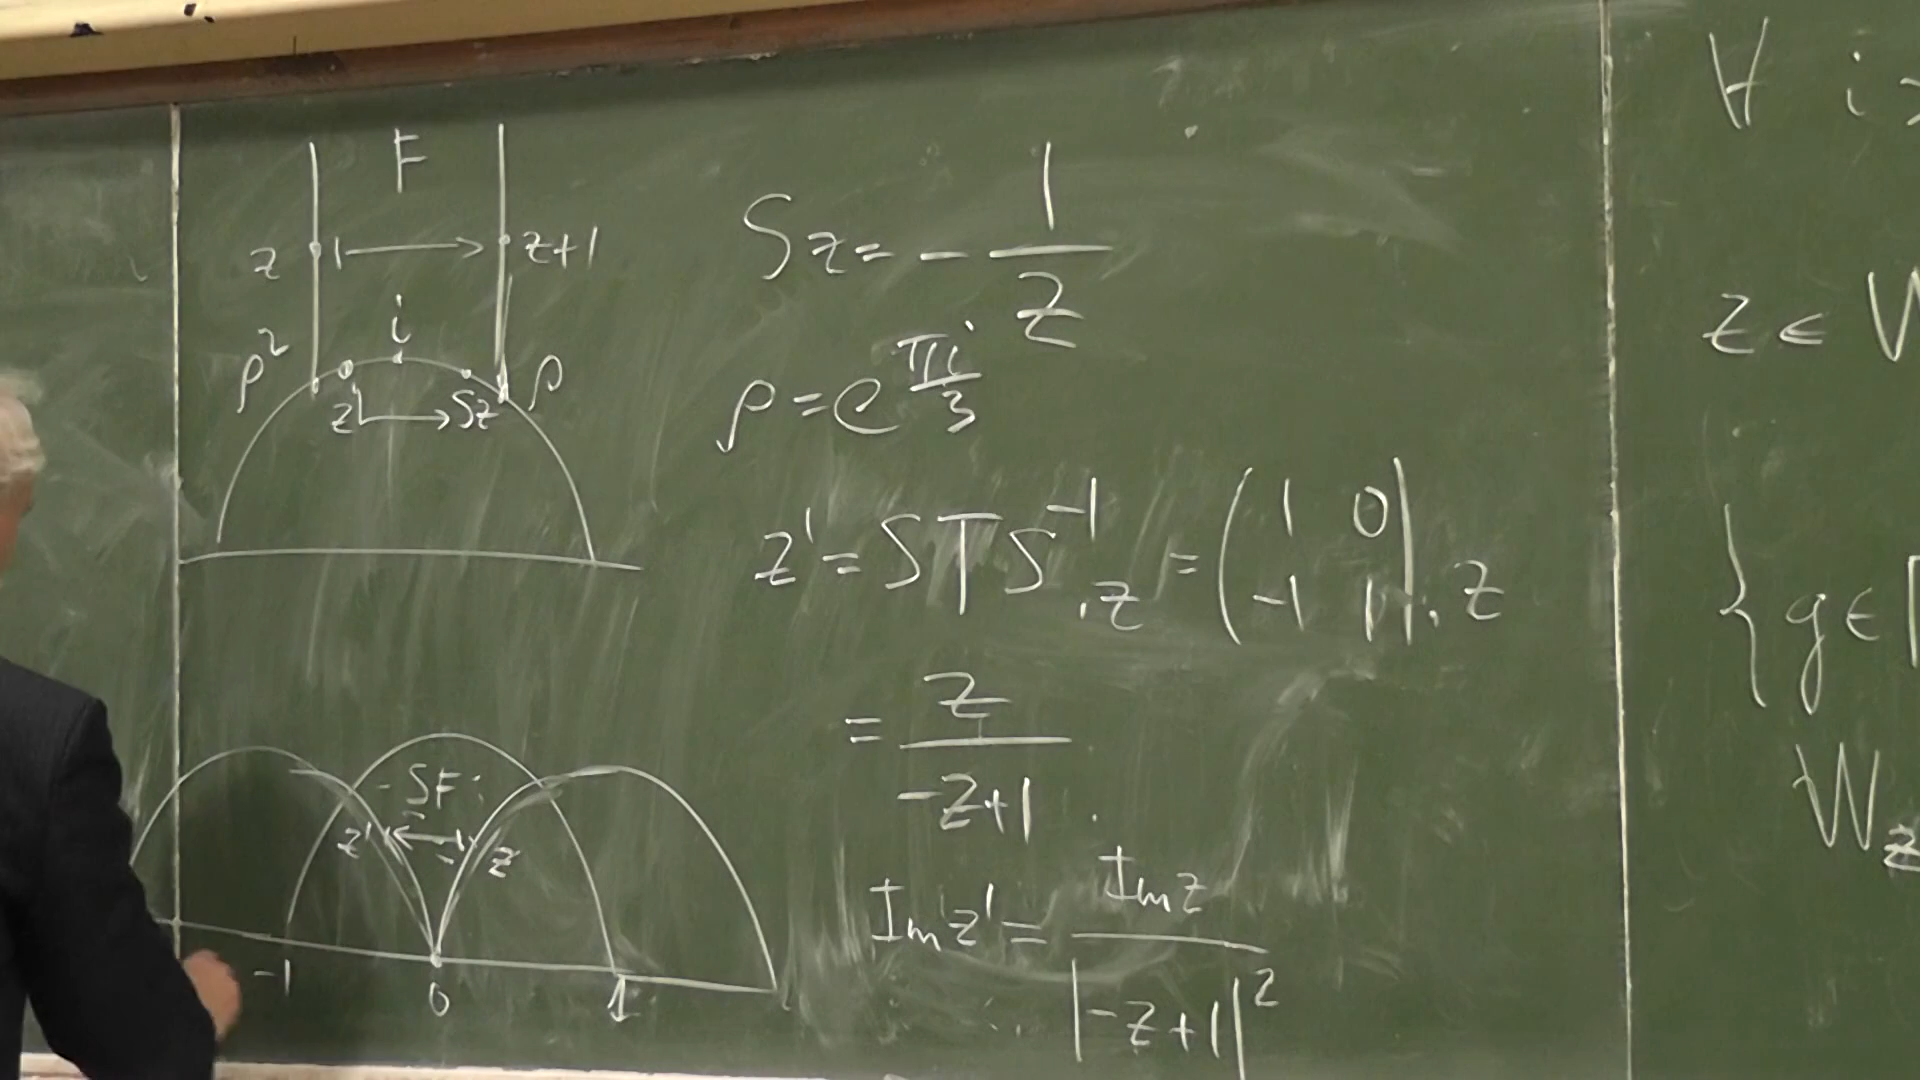 F
z ⟼ z+1
i
ρ² ρ
z ⟼ Sz
Sz = - 1/z
ρ = e^{πi/3}
z' = STS^{-1}.z = (1 0 / -1 1).z
= z/(-z+1).
Im z' = Im z / |-z+1|²
SF
z' z
-1 0 1
∀ i
z ∈ W
{ g ∈ Γ
W_z